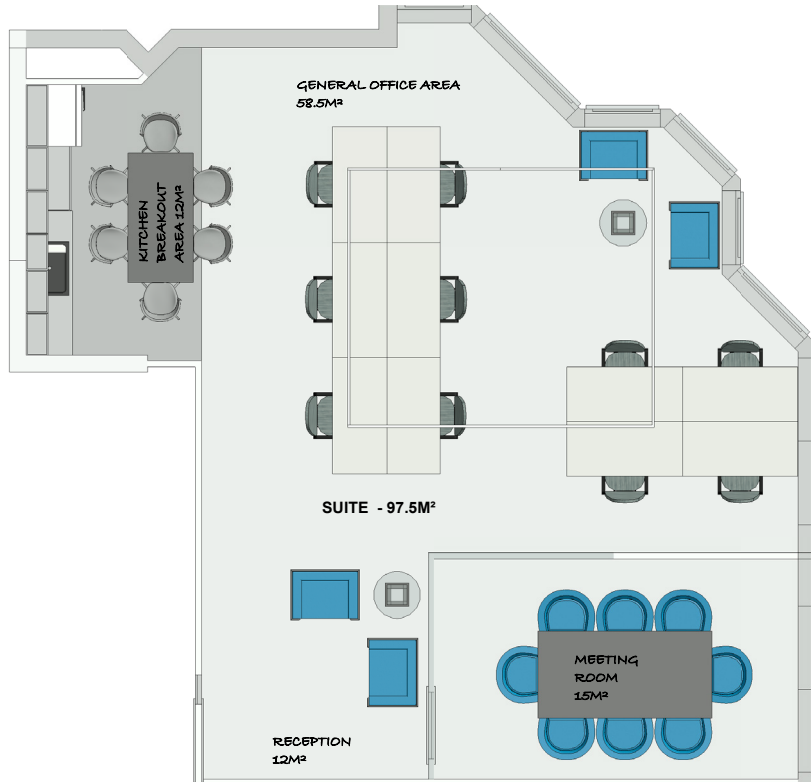 GENERAL OFFICE AREA
58.5M²
KITCHEN
BREAKOUT
AREA 12M²
SUITE - 97.5M²
MEETING
ROOM
15M²
RECEPTION
12M²